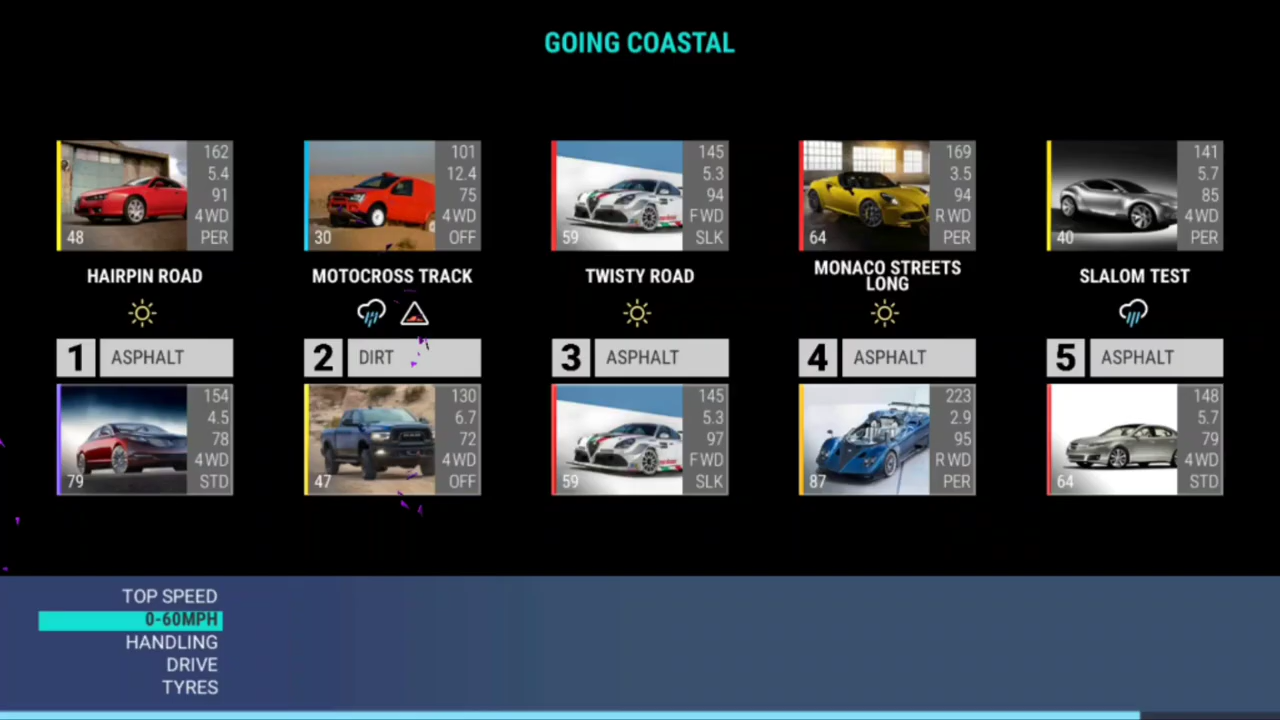 GOING COASTAL
162
5.4
91
4WD
48 PER
101
12.4
75
4WD
30 OFF
145
5.3
94
FWD
59 SLK
169
3.5
94
RWD
64 PER
141
5.7
85
4WD
40 PER
HAIRPIN ROAD
MOTOCROSS TRACK
TWISTY ROAD
MONACO STREETS
LONG
SLALOM TEST
1 ASPHALT
2 DIRT
3 ASPHALT
4 ASPHALT
5 ASPHALT
154
4.5
78
4WD
79 STD
130
6.7
72
4WD
47 OFF
145
5.3
97
FWD
59 SLK
223
2.9
95
RWD
87 PER
148
5.7
79
4WD
64 STD
TOP SPEED
0-60MPH
HANDLING
DRIVE
TYRES